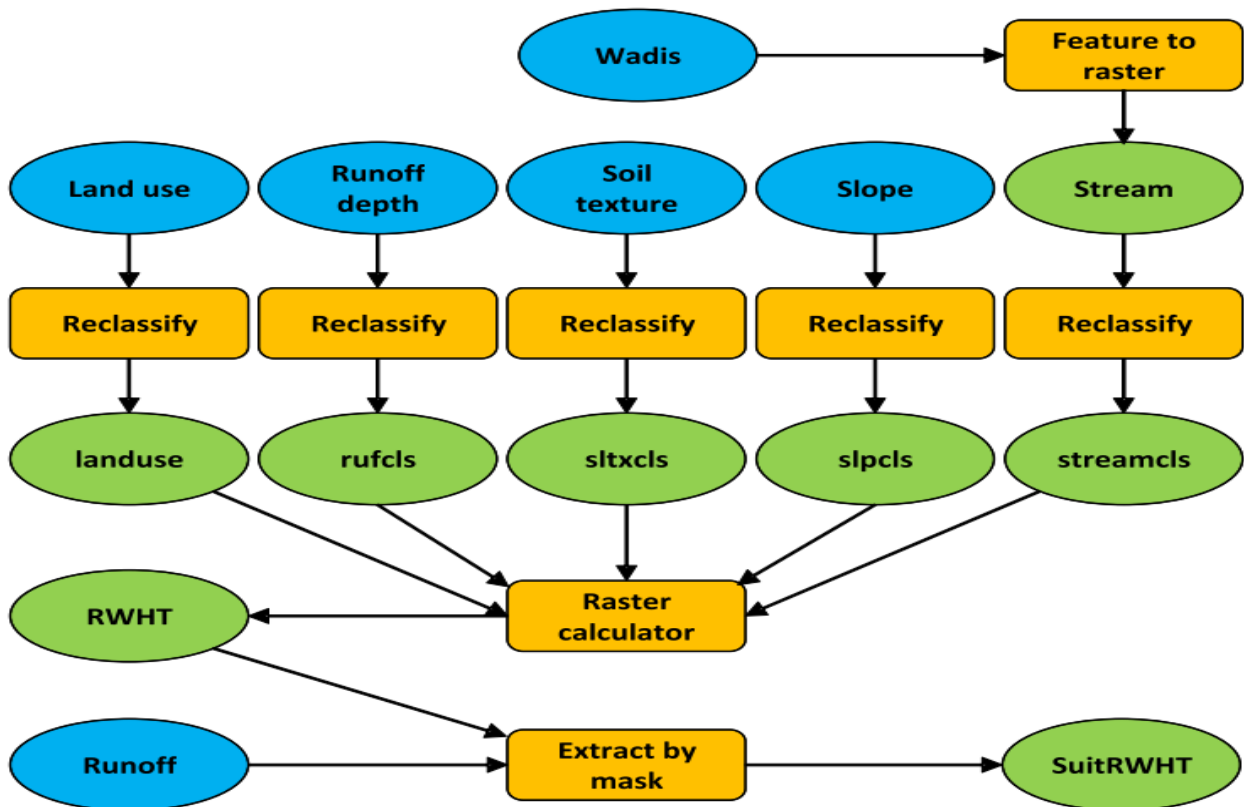 Wadis
Feature to
raster
Land use
Runoff
depth
Soil
texture
Slope
Stream
Reclassify
Reclassify
Reclassify
Reclassify
Reclassify
landuse
rufcls
sltxcls
slpcls
streamcls
RWHT
Raster
calculator
Runoff
Extract by
mask
SuitRWHT